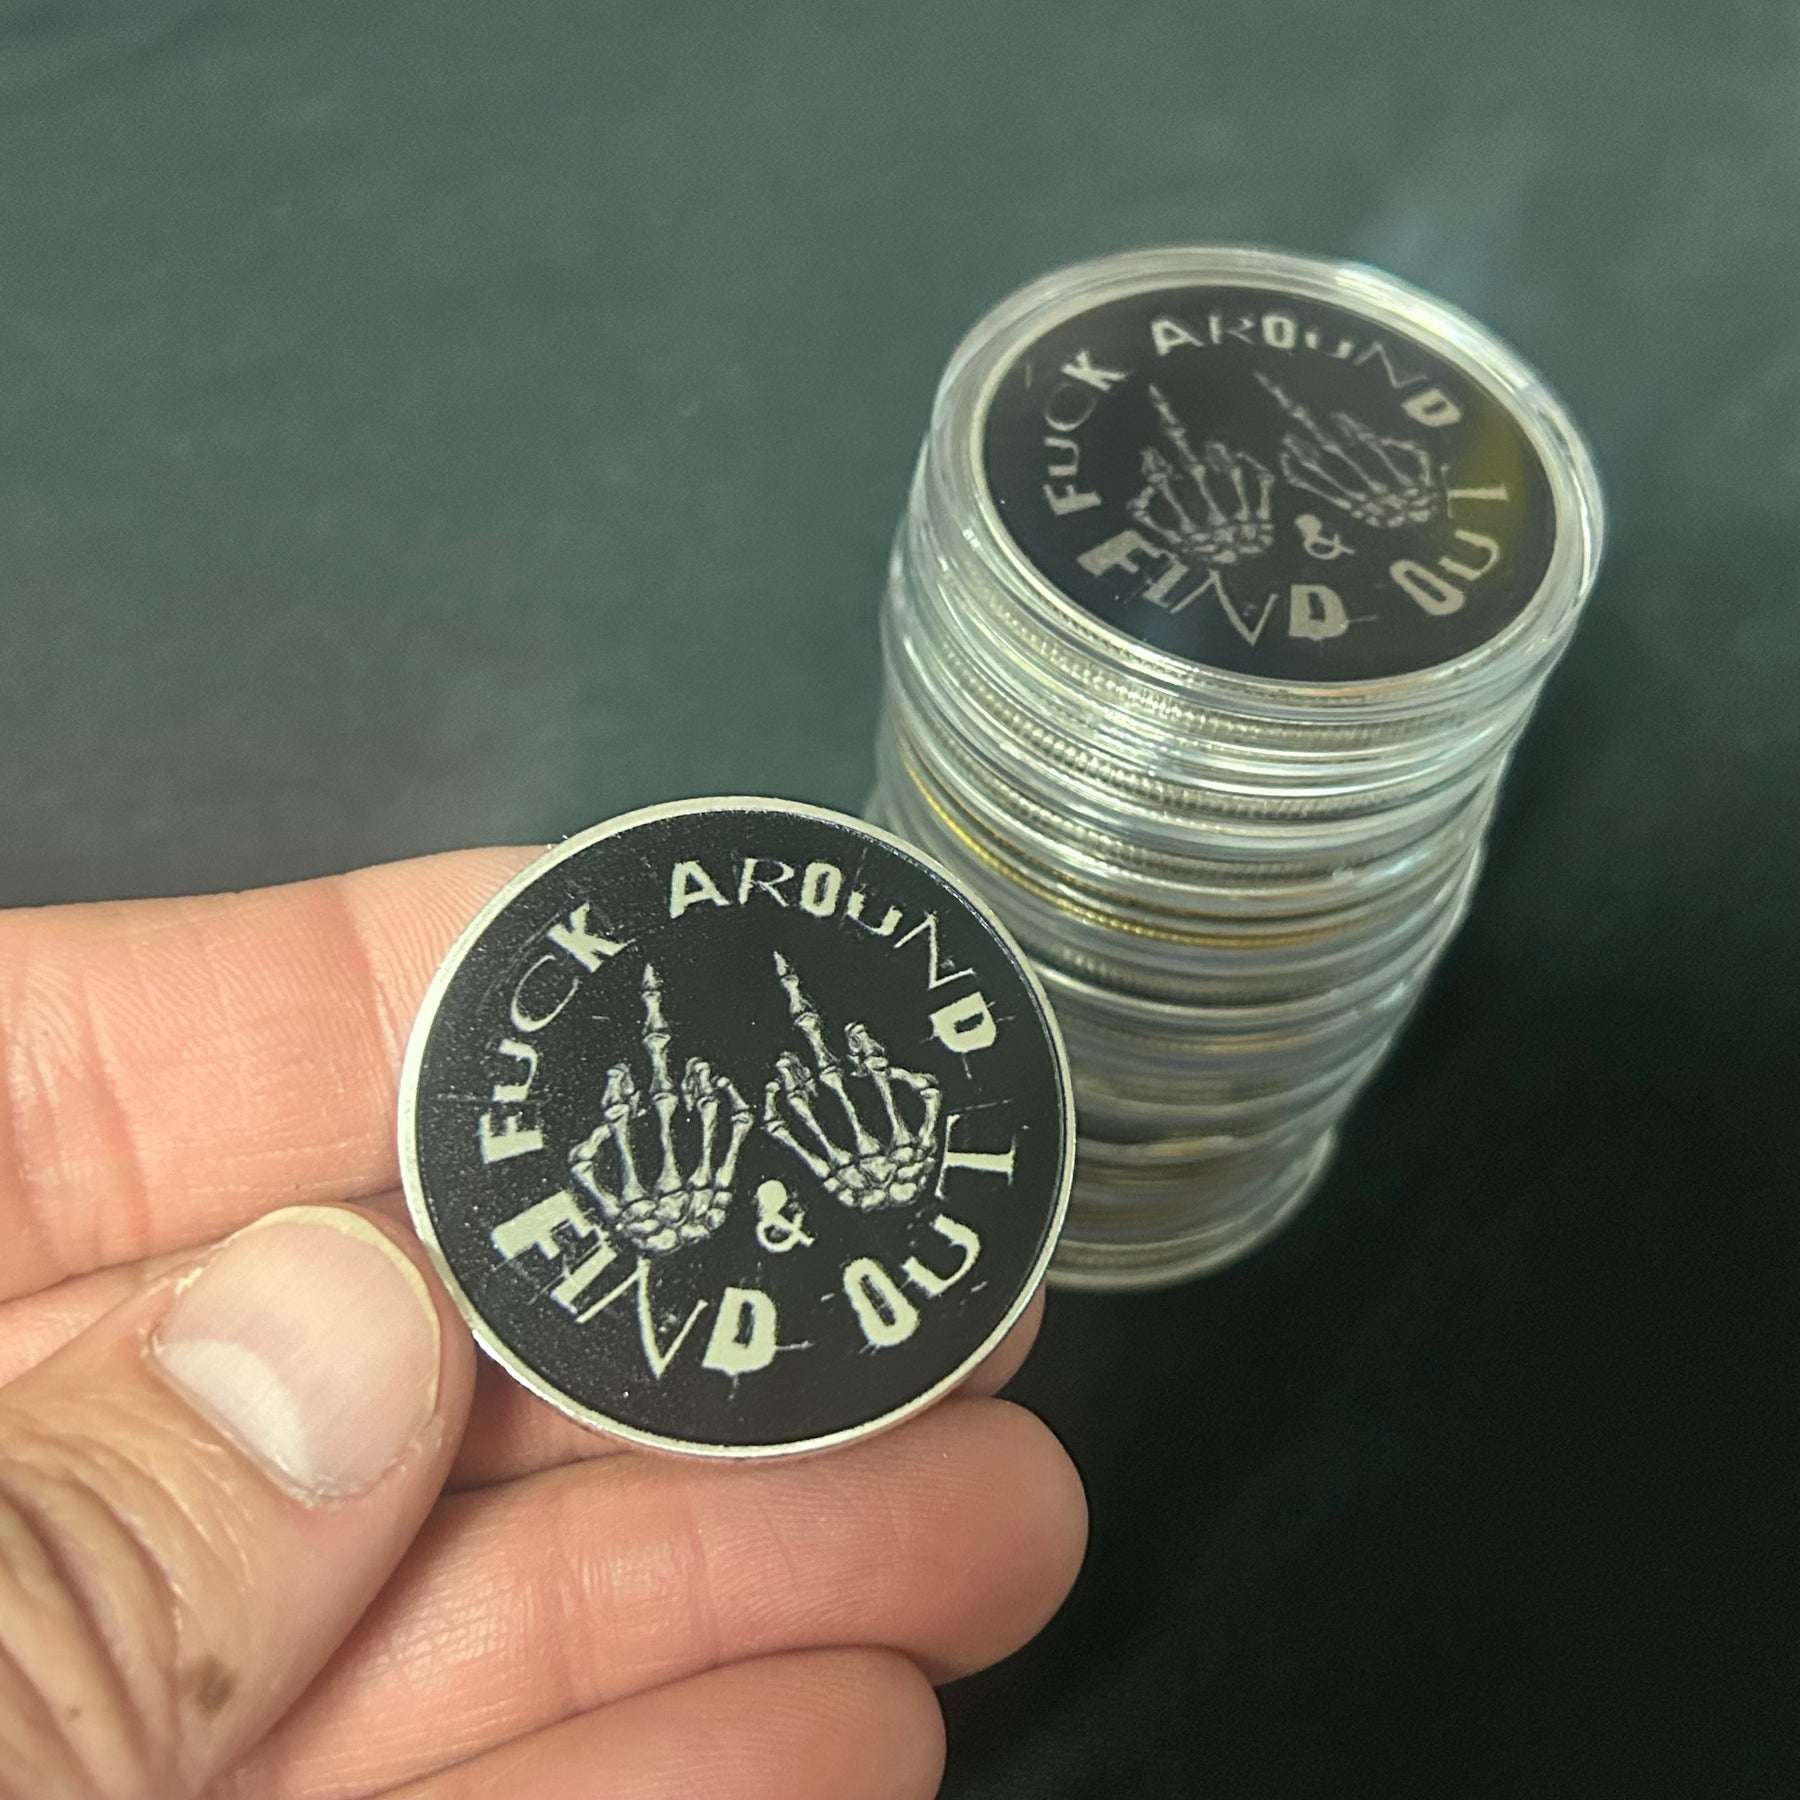 FuCK AROuND
& 
FIND OuT
FuCK AROuND
&
FIND OuT